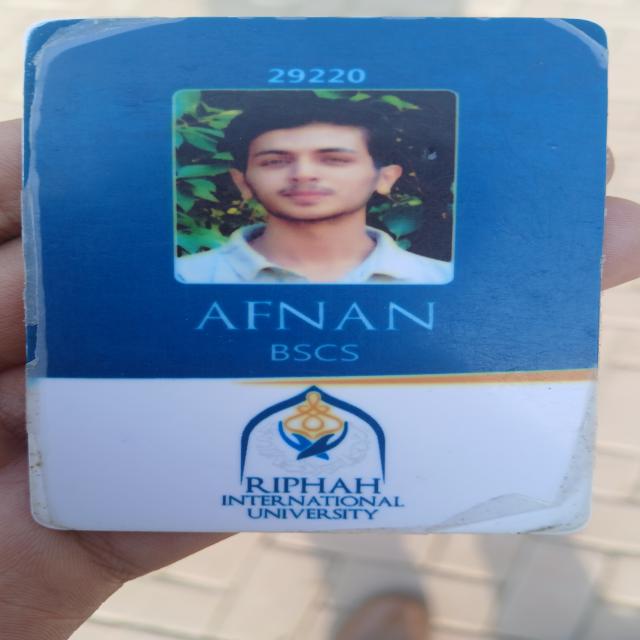 29220
AFNAN
BSCS
RIPHAH
INTERNATIONAL
UNIVERSITY